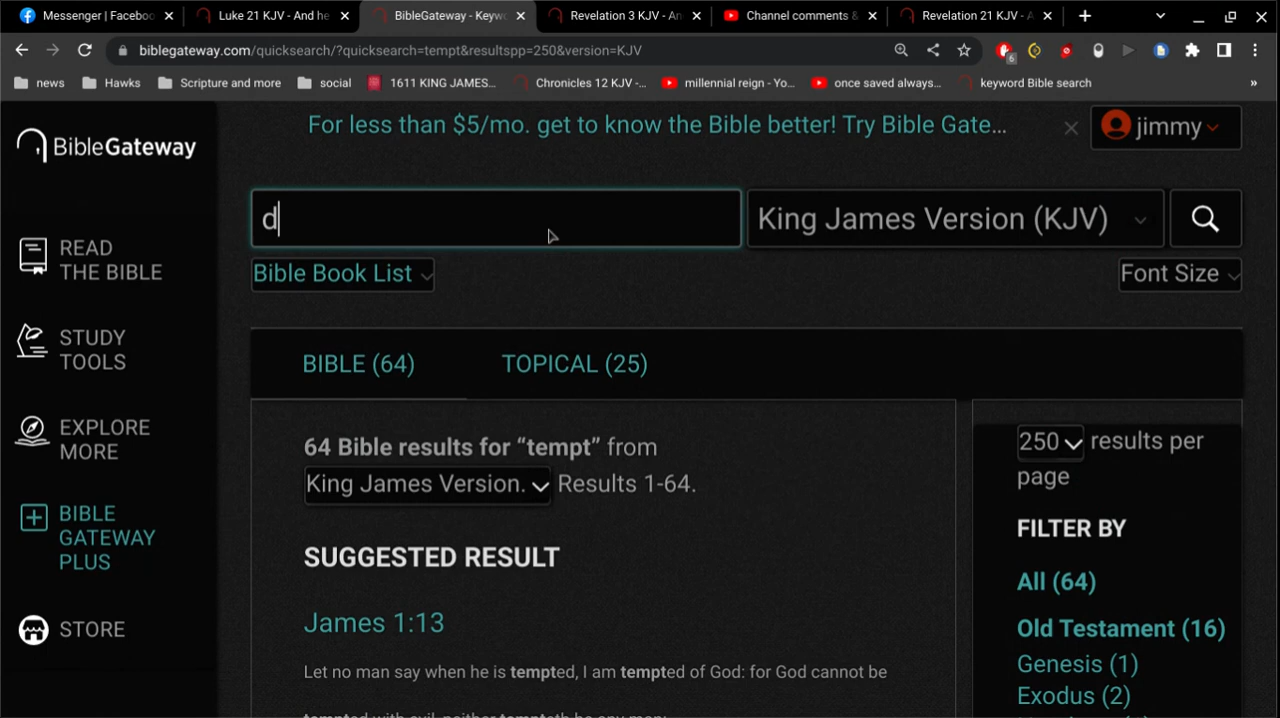 Messenger | Faceboo
Luke 21 KJV - And he
BibleGateway - Keywo
Revelation 3 KJV - An
Channel comments &
Revelation 21 KJV - A
biblegateway.com/quicksearch/?quicksearch=tempt&resultspp=250&version=KJV
6
news
Hawks
Scripture and more
social
1611 KING JAMES...
Chronicles 12 KJV -...
millennial reign - Yo...
once saved always...
keyword Bible search
»
For less than $5/mo. get to know the Bible better! Try Bible Gate...
jimmy
BibleGateway
d
King James Version (KJV)
Bible Book List
Font Size
READ
THE BIBLE
STUDY
TOOLS
EXPLORE
MORE
BIBLE
GATEWAY
PLUS
STORE
BIBLE (64)
TOPICAL (25)
64 Bible results for “tempt” from
King James Version. Results 1-64.
SUGGESTED RESULT
James 1:13
Let no man say when he is tempted, I am tempted of God: for God cannot be
250 results per
page
FILTER BY
All (64)
Old Testament (16)
Genesis (1)
Exodus (2)